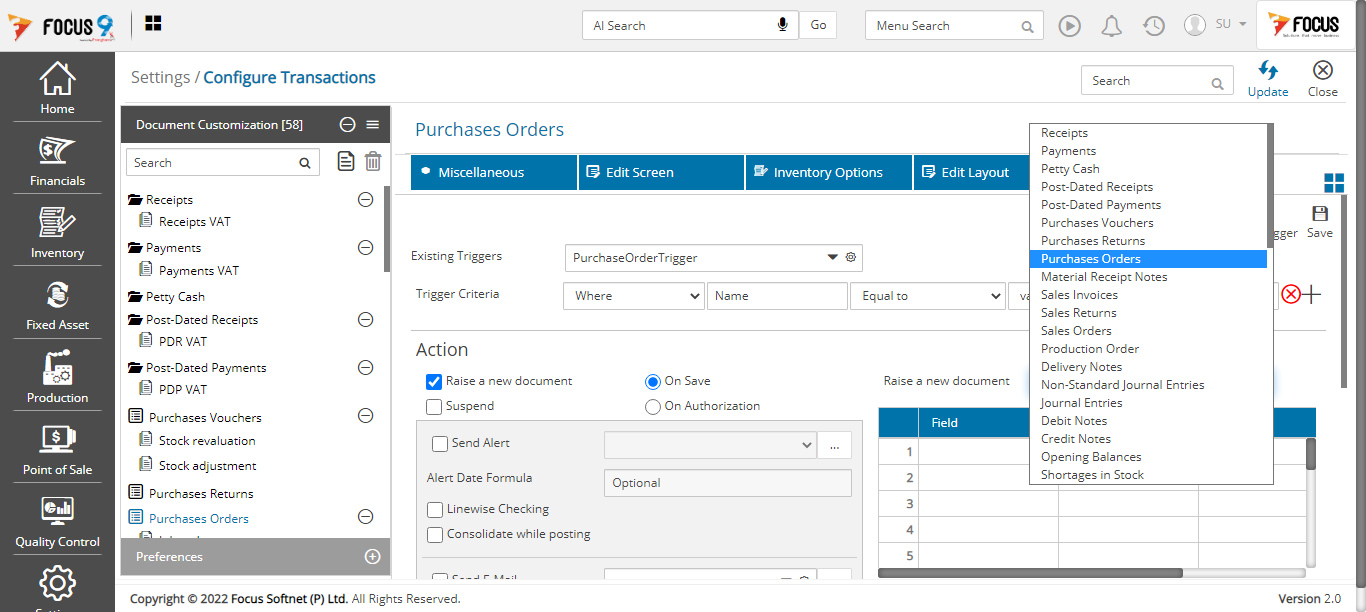 FOCUS 9
AI Search
Go
Menu Search
SU
FOCUS
Settings / Configure Transactions
Search
Update
Close
Home
Financials
Inventory
Fixed Asset
Production
Point of Sale
Quality Control
Document Customization [58]
Search
Receipts
Receipts VAT
Payments
Payments VAT
Petty Cash
Post-Dated Receipts
PDR VAT
Post-Dated Payments
PDP VAT
Purchases Vouchers
Stock revaluation
Stock adjustment
Purchases Returns
Purchases Orders
Preferences
Purchases Orders
Miscellaneous
Edit Screen
Inventory Options
Edit Layout
Save
Existing Triggers
PurchaseOrderTrigger
Trigger Criteria
Where
Name
Equal to
Action
Raise a new document
On Save
Suspend
On Authorization
Send Alert
...
Alert Date Formula
Optional
Linewise Checking
Consolidate while posting
Send E-Mail
Raise a new document
Field
1
2
3
4
5
Receipts
Payments
Petty Cash
Post-Dated Receipts
Post-Dated Payments
Purchases Vouchers
Purchases Returns
Purchases Orders
Material Receipt Notes
Sales Invoices
Sales Returns
Sales Orders
Production Order
Delivery Notes
Non-Standard Journal Entries
Journal Entries
Debit Notes
Credit Notes
Opening Balances
Shortages in Stock
Copyright © 2022 Focus Softnet (P) Ltd. All Rights Reserved.
Version 2.0